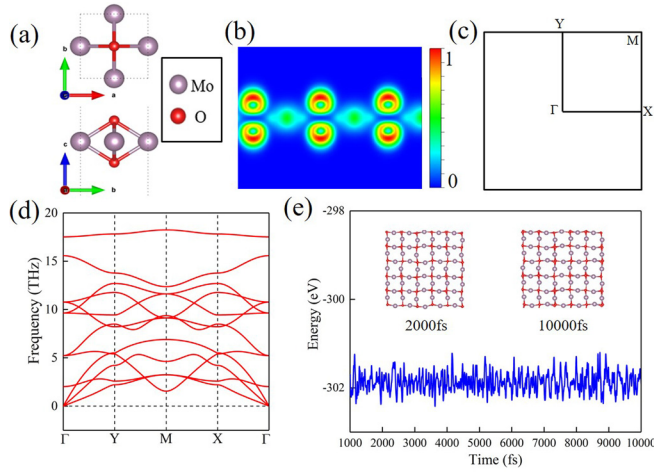 (a)
b
a
c
b
Mo
O
(b)
1
0
(c)
Y
M
Γ
X
(d)
20
15
10
5
0
Frequency (THz)
Γ Y M X Γ
(e)
-298
-300
-302
Energy (eV)
2000fs 10000fs
1000 2000 3000 4000 5000 6000 7000 8000 9000 10000
Time (fs)